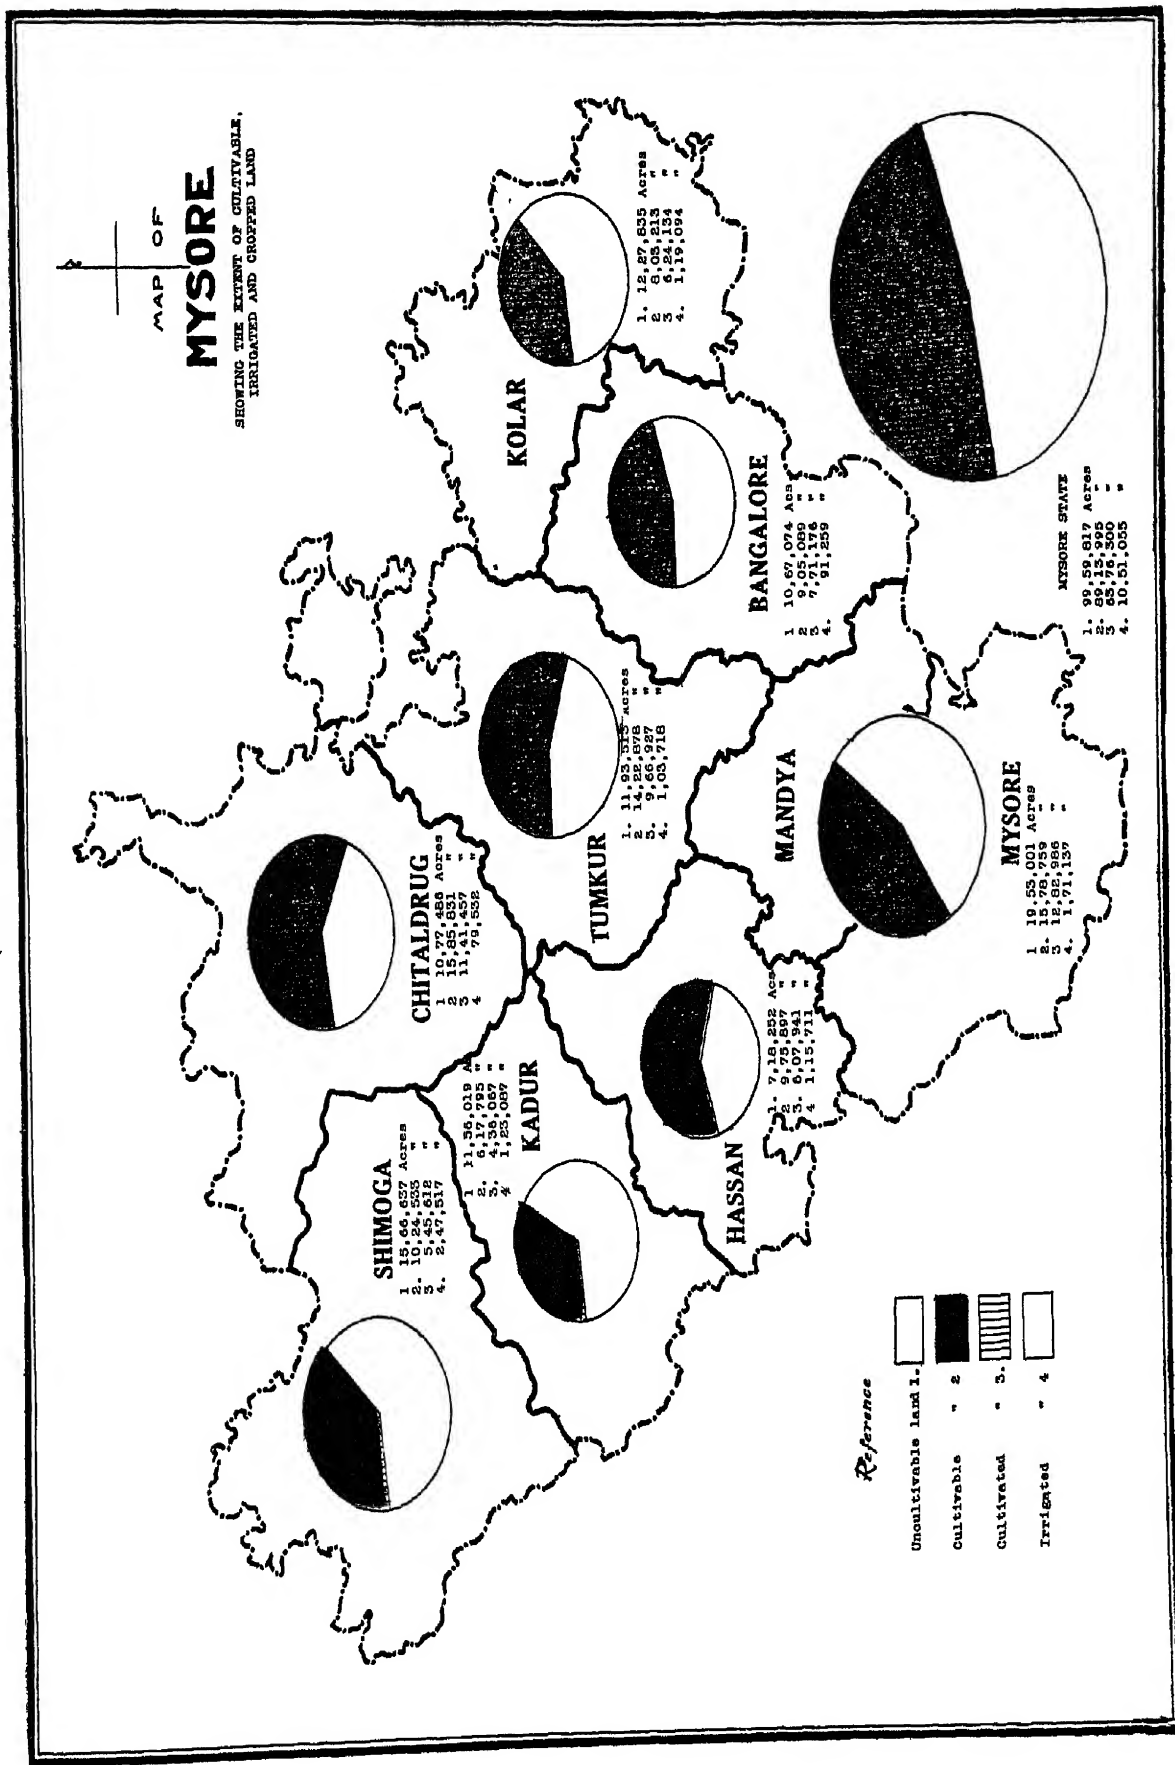 MAP OF
MYSORE
SHOWING THE EXTENT OF CULTIVABLE,
IRRIGATED AND CROPPED LAND
SHIMOGA
1 15,66,637 Acres
2. 10,24,533 "
3 5,45,612 "
4. 2,47,517 "
CHITALDRUG
1 10,77,486 Acres
2 15,85,831 "
3 11,41,457 "
4 79,532 "
1 11,56,019 A
2. 6,17,795 "
3. 4,38,067 "
4 1,23,087 "
KADUR
KOLAR
1. 12,27,835 Acres
2 8,05,213 "
3 6,24,134 "
4. 1,19,094 "
TUMKUR
1. 11,93,513 Acres
2 14,22,878 "
3. 9,66,927 "
4. 1,03,718 "
HASSAN
1. 7,18,252 Acs
2 9,75,897 "
3. 6,07,941 "
4 1,15,711 "
BANGALORE
1 10,67,074 Acs
2 9,05,089 "
3 7,71,176 "
4. 91,259 "
MANDYA
MYSORE
1 19,53,001 Acres
2. 15,78,759 "
3 12,82,986 "
4. 1,71,137 "
MYSORE STATE
1. 99,59,817 Acres
2. 89,15,995 "
3 63,76,300 "
4. 10,51,055 "
Reference
Uncultivable land 1.
Cultivable " 2
Cultivated " 3.
Irrigated " 4